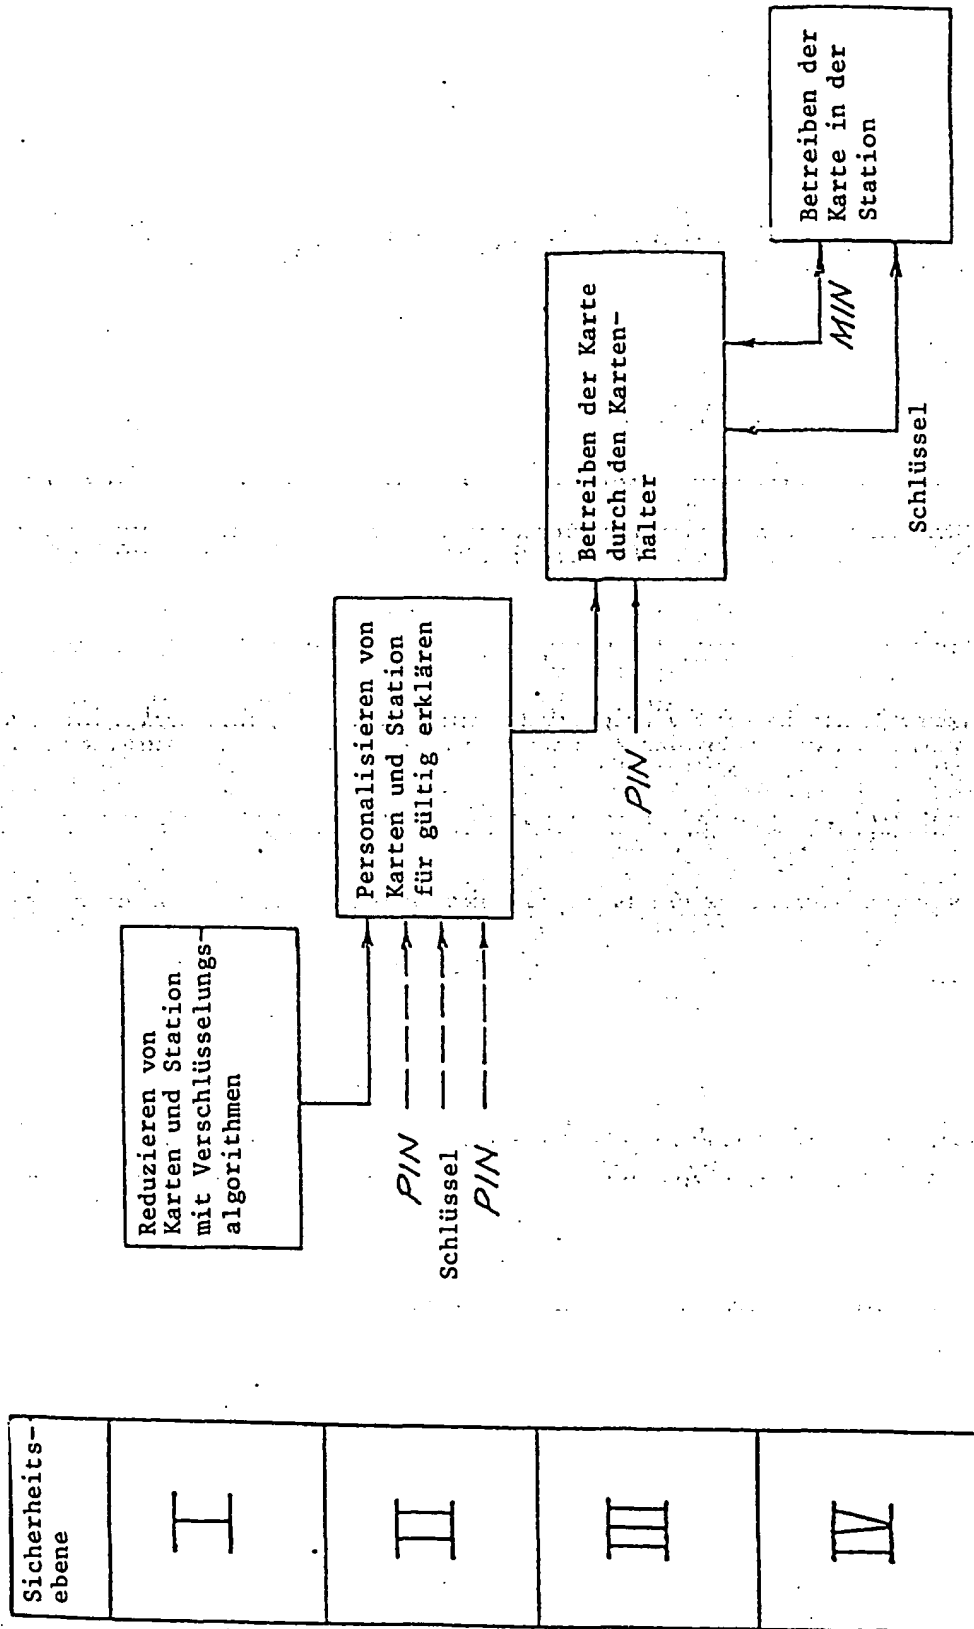 Sicherheits-
ebene
I
Reduzieren von
Karten und Station
mit Verschlüsselungs-
algorithmen
II
PIN
Schlüssel
PIN
Personalisieren von
Karten und Station
für gültig erklären
III
PIN
Betreiben der Karte
durch den Karten-
halter
IV
Schlüssel
MIN
Betreiben der
Karte in der
Station